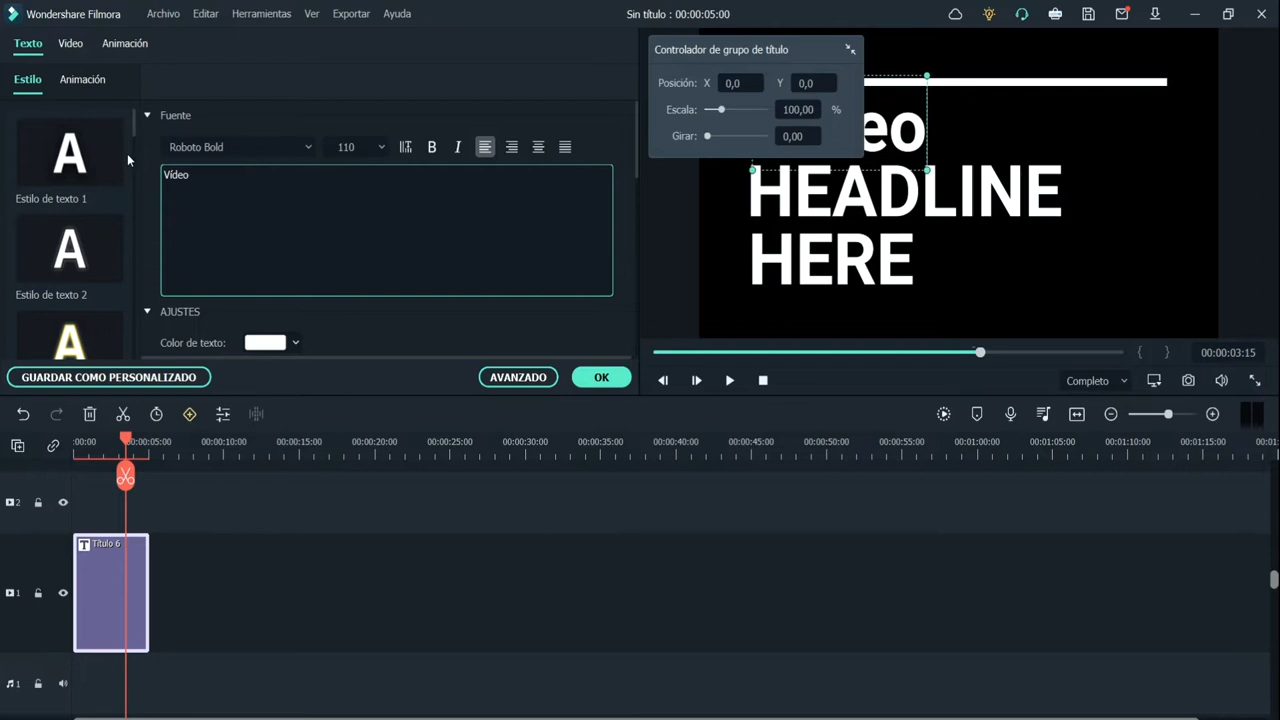 Wondershare Filmora Archivo Editar Herramientas Ver Exportar Ayuda Sin título : 00:00:05:00
Texto Video Animación
Estilo Animación
Controlador de grupo de título
Posición: X 0,0 Y 0,0
Escala: 100,00 %
Girar: 0,00
Fuente
Roboto Bold 110 B I
Vídeo
A
Estilo de texto 1
A
Estilo de texto 2
A
AJUSTES
Color de texto:
eo
HEADLINE
HERE
GUARDAR COMO PERSONALIZADO AVANZADO OK
{ } 00:00:03:15
Completo
:00:00 00:00:05:00 00:00:10:00 00:00:15:00 00:00:20:00 00:00:25:00 00:00:30:00 00:00:35:00 00:00:40:00 00:00:45:00 00:00:50:00 00:00:55:00 00:01:00:00 00:01:05:00 00:01:10:00 00:01:15:00 00:01:
2
T Título 6
1
1